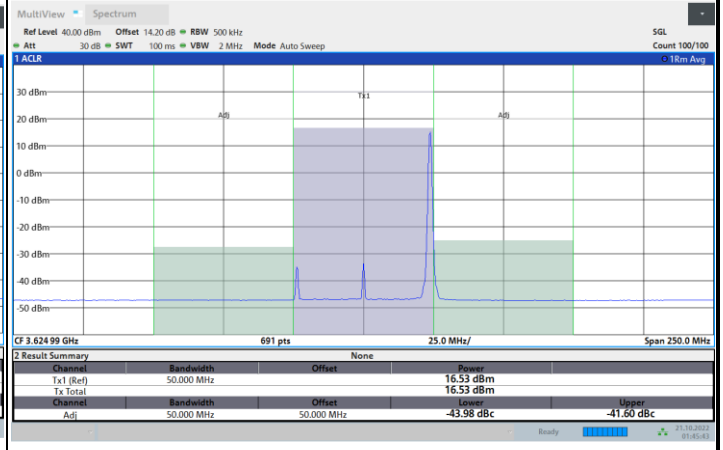 MultiView Spectrum
Ref Level 40.00 dBm Offset 14.20 dB RBW 500 kHz SGL
Att 30 dB SWT 100 ms VBW 2 MHz Mode Auto Sweep Count 100/100
1 ACLR 1Rm Avg
30 dBm
Tx1
20 dBm
Adj Adj
10 dBm
0 dBm
-10 dBm
-20 dBm
-30 dBm
-40 dBm
-50 dBm
CF 3.624 99 GHz 691 pts 25.0 MHz/ Span 250.0 MHz
2 Result Summary None
Channel Bandwidth Offset Power
Tx1 (Ref) 50.000 MHz 16.53 dBm
Tx Total 16.53 dBm
Channel Bandwidth Offset Lower Upper
Adj 50.000 MHz 50.000 MHz -43.98 dBc -41.60 dBc
Ready 21.10.2022
01:45:43